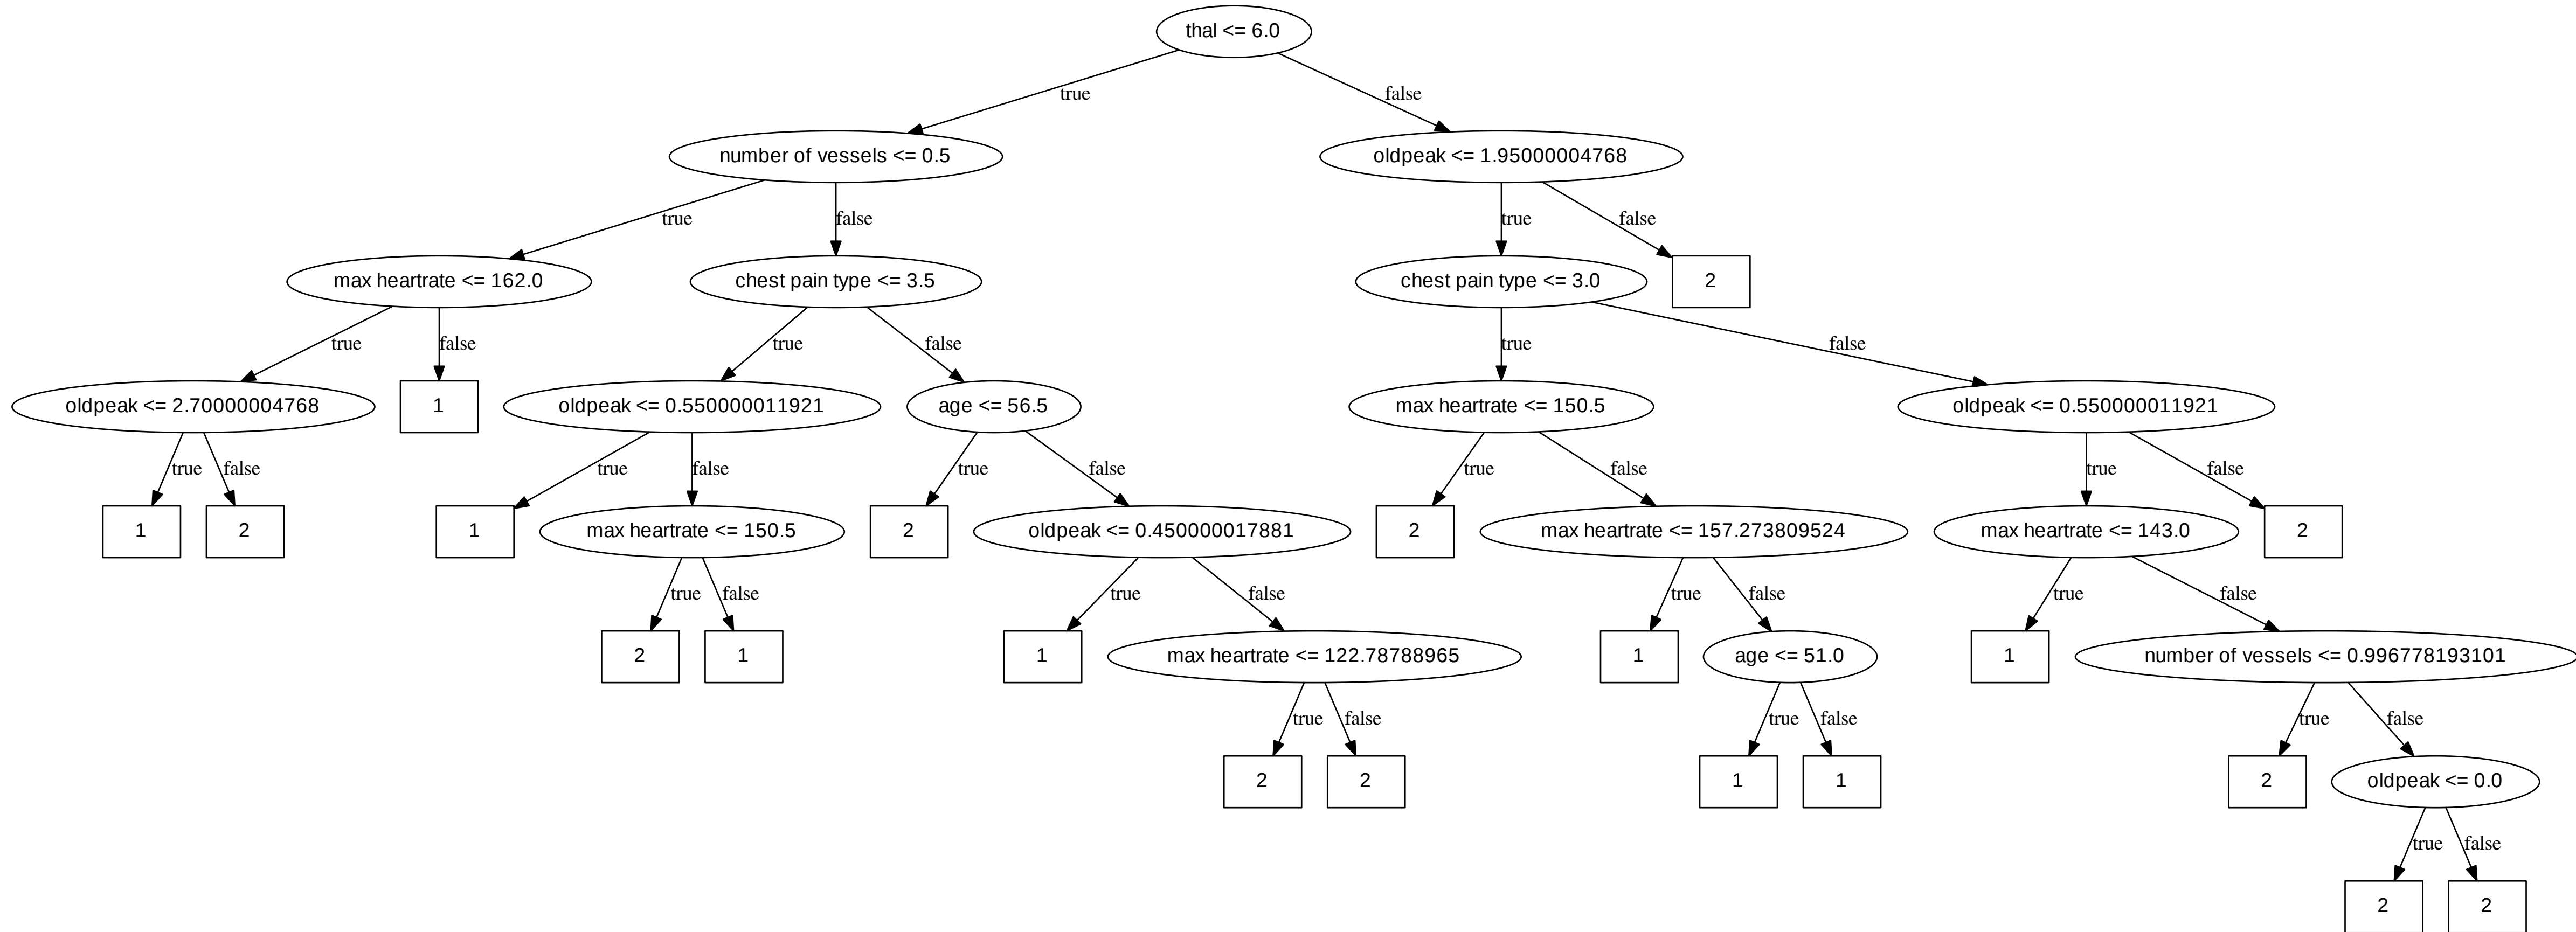 thal <= 6.0
true
false
number of vessels <= 0.5
oldpeak <= 1.95000004768
true
false
true
false
max heartrate <= 162.0
chest pain type <= 3.5
chest pain type <= 3.0
2
true
false
true
false
true
false
oldpeak <= 2.70000004768
1
oldpeak <= 0.550000011921
age <= 56.5
max heartrate <= 150.5
oldpeak <= 0.550000011921
true
false
true
false
true
false
true
false
true
false
1
2
1
max heartrate <= 150.5
2
oldpeak <= 0.450000017881
2
max heartrate <= 157.273809524
max heartrate <= 143.0
2
true
false
true
false
true
false
true
false
2
1
1
max heartrate <= 122.78788965
1
age <= 51.0
1
number of vessels <= 0.996778193101
true
false
true
false
true
false
2
2
1
1
2
oldpeak <= 0.0
true
false
2
2